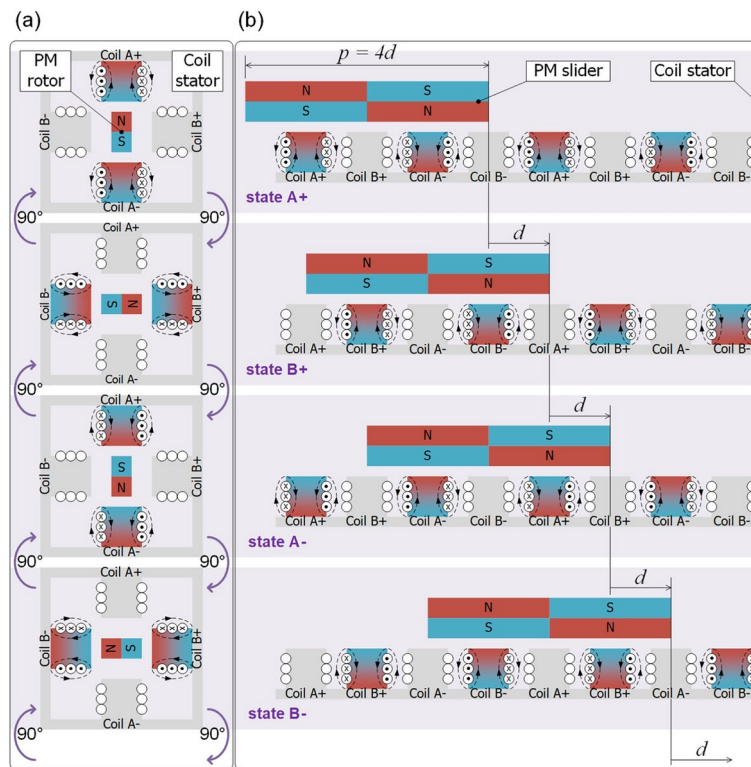 (a)
Coil A+
PM
rotor
Coil
stator
N
S
Coil B-
Coil B+
Coil A-
90° 90°
Coil A+
Coil B-
S N
Coil B+
Coil A-
90° 90°
Coil A+
Coil B-
S
N
Coil B+
Coil A-
90° 90°
Coil A+
Coil B-
N S
Coil B+
Coil A-
90° 90°
(b)
p = 4d
PM slider
Coil stator
N S
S N
Coil A+ Coil B+ Coil A- Coil B- Coil A+ Coil B+ Coil A- Coil B-
state A+
d
N S
S N
Coil A+ Coil B+ Coil A- Coil B- Coil A+ Coil B+ Coil A- Coil B-
state B+
d
N S
S N
Coil A+ Coil B+ Coil A- Coil B- Coil A+ Coil B+ Coil A- Coil B-
state A-
d
N S
S N
Coil A+ Coil B+ Coil A- Coil B- Coil A+ Coil B+ Coil A- Coil B-
state B-
d